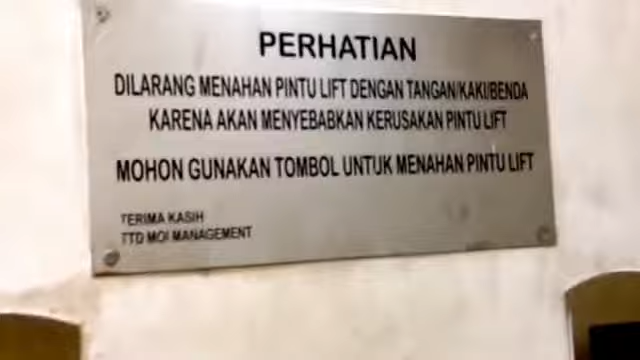 PERHATIAN
DILARANG MENAHAN PINTU LIFT DENGAN TANGAN/KAKI/BENDA
KARENA AKAN MENYEBABKAN KERUSAKAN PINTU LIFT
MOHON GUNAKAN TOMBOL UNTUK MENAHAN PINTU LIFT
TERIMA KASIH
TTD MOI MANAGEMENT